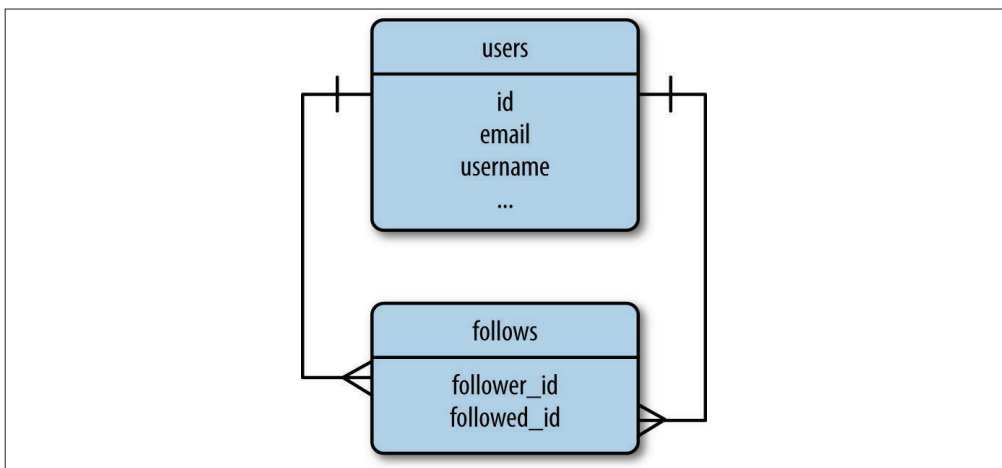 users
id
email
username
...
follows
follower_id
followed_id